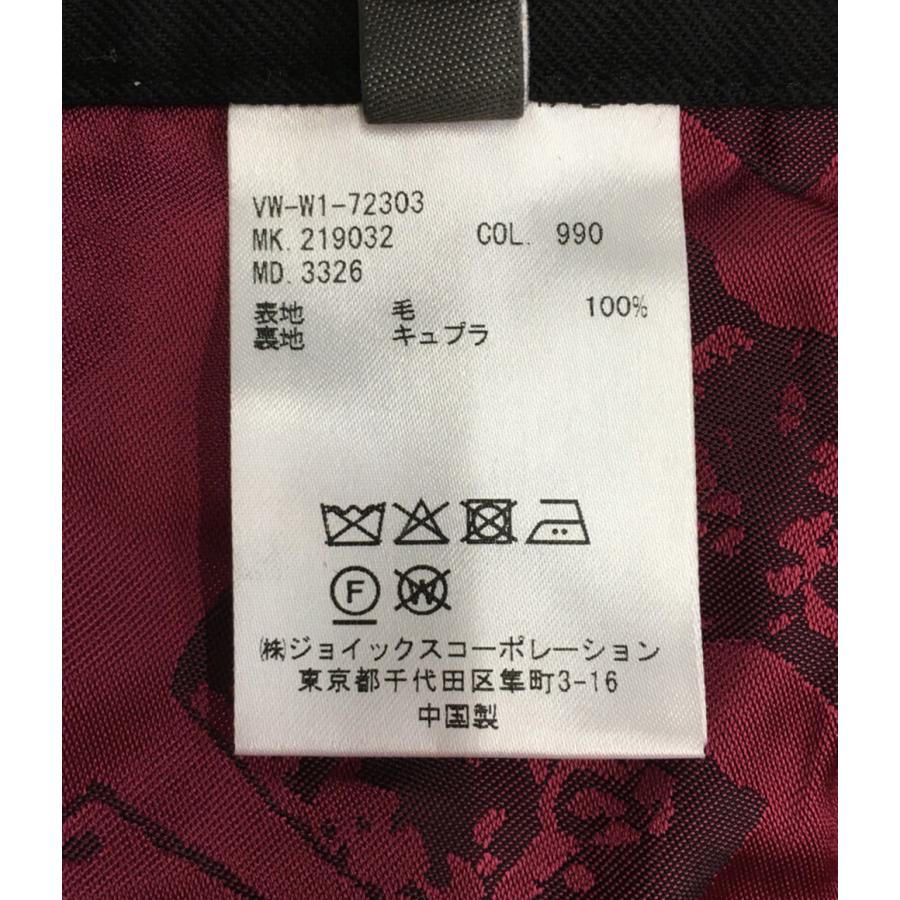 VW-W1-72303
MK. 219032 COL. 990
MD. 3326
表地 毛 100%
裏地 キュプラ
F
W
㈱ジョイックスコーポレーション
東京都千代田区隼町3-16
中国製